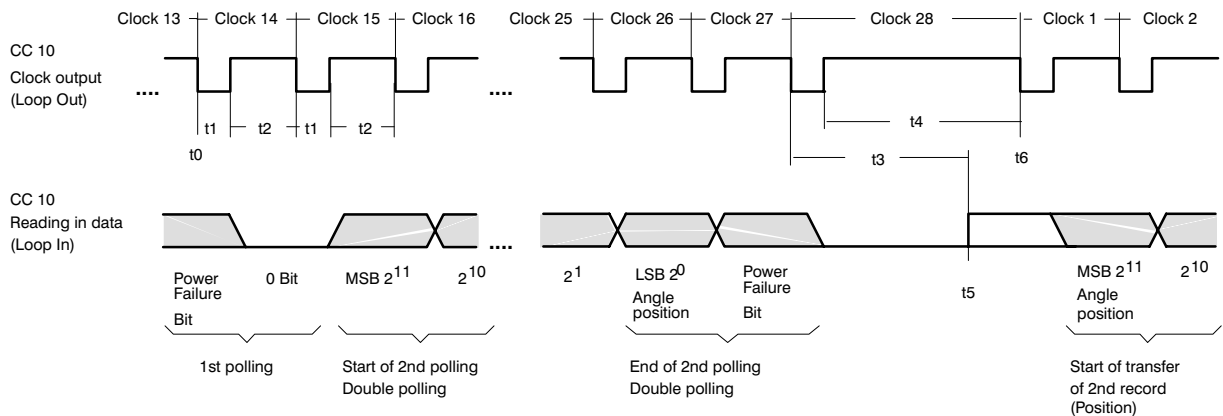 Clock 13 Clock 14 Clock 15 Clock 16 Clock 25 Clock 26 Clock 27 Clock 28 Clock 1 Clock 2
CC 10
Clock output
(Loop Out)
.... ....
t1 t2 t1 t2 t4
t0 t3 t6
CC 10
Reading in data
(Loop In)
....
Power
Failure
Bit
0 Bit
MSB 2^11
2^10
2^1
LSB 2^0
Angle
position
Power
Failure
Bit
t5
MSB 2^11
Angle
position
2^10
1st polling
Start of 2nd polling
Double polling
End of 2nd polling
Double polling
Start of transfer
of 2nd record
(Position)